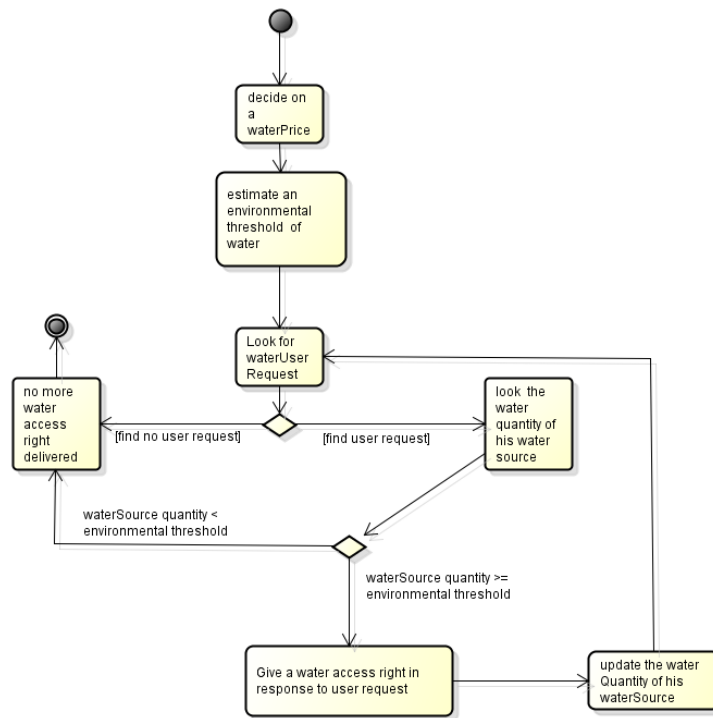 decide on
a
waterPrice
estimate an
environmental
threshold of
water
Look for
waterUser
Request
no more
water
access
right
delivered
look the
water
quantity of
his water
source
[find no user request]
[find user request]
waterSource quantity <
environmental threshold
waterSource quantity >=
environmental threshold
Give a water access right in
response to user request
update the water
Quantity of his
waterSource